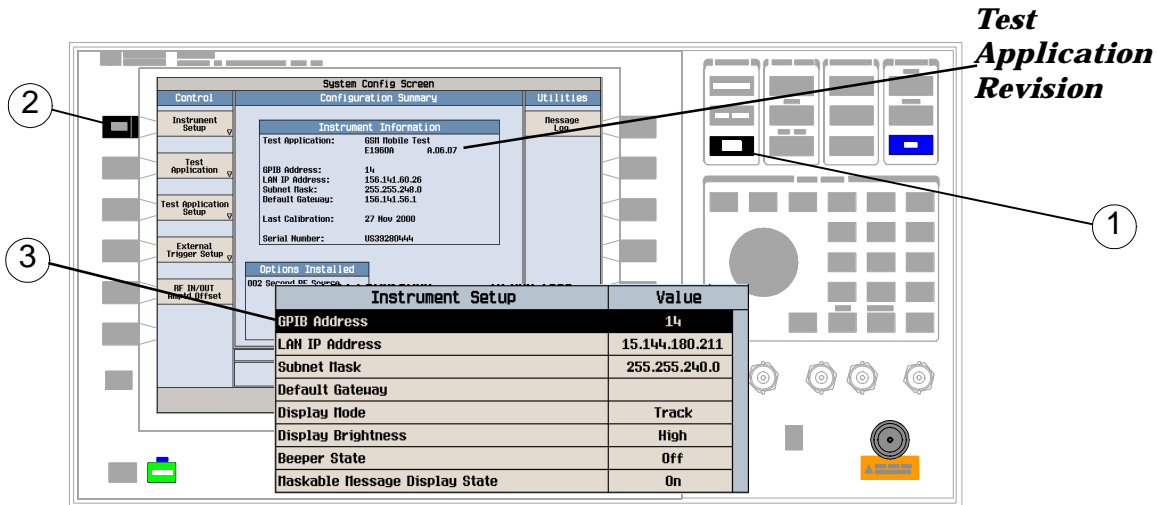 Test
Application
Revision
2
3
1
System Config Screen
Control
Configuration Summary
Utilities
Instrument
Setup
Test
Application
Test Application
Setup
External
Trigger Setup
RF IN/OUT
Amptd Offset
Message
Log
Instrument Information
Test Application: GSM Mobile Test
E1960A A.06.07
GPIB Address: 14
LAN IP Address: 156.141.60.26
Subnet Mask: 255.255.248.0
Default Gateway: 156.141.56.1
Last Calibration: 27 Nov 2000
Serial Number: US39280444
Options Installed
002 Second RF Source
Instrument Setup Value
GPIB Address 14
LAN IP Address 15.144.180.211
Subnet Mask 255.255.240.0
Default Gateway
Display Mode Track
Display Brightness High
Beeper State Off
Maskable Message Display State On